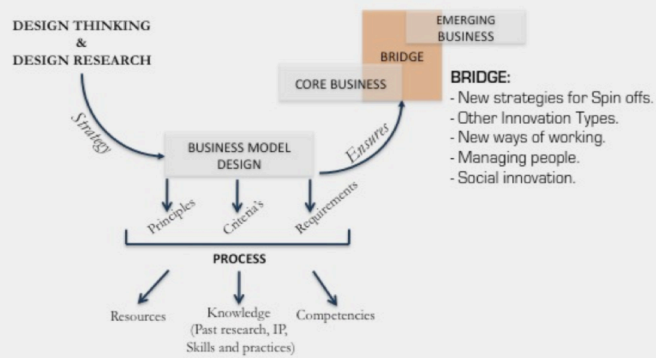 DESIGN THINKING
&
DESIGN RESEARCH
EMERGING
BUSINESS
BRIDGE
CORE BUSINESS
BRIDGE:
- New strategies for Spin offs.
- Other Innovation Types.
- New ways of working.
- Managing people.
- Social innovation.
Strategy
BUSINESS MODEL
DESIGN
Ensures
Principles
Criteria's
Requirements
PROCESS
Resources
Knowledge
(Past research, IP,
Skills and practices)
Competencies